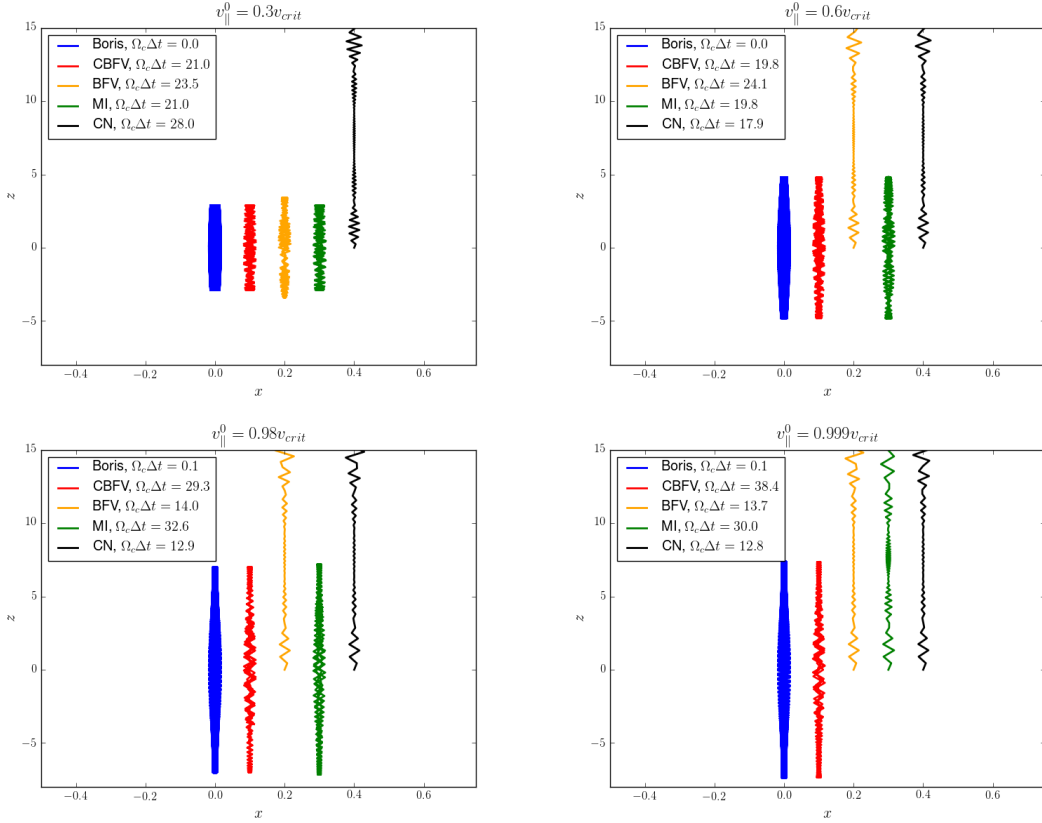 v∥⁰ = 0.3v_crit
15
10
5
0
−5
z
Boris, Ω_cΔt = 0.0
CBFV, Ω_cΔt = 21.0
BFV, Ω_cΔt = 23.5
MI, Ω_cΔt = 21.0
CN, Ω_cΔt = 28.0
−0.4 −0.2 0.0 0.2 0.4 0.6
x
v∥⁰ = 0.6v_crit
15
10
5
0
−5
z
Boris, Ω_cΔt = 0.0
CBFV, Ω_cΔt = 19.8
BFV, Ω_cΔt = 24.1
MI, Ω_cΔt = 19.8
CN, Ω_cΔt = 17.9
−0.4 −0.2 0.0 0.2 0.4 0.6
x
v∥⁰ = 0.98v_crit
15
10
5
0
−5
z
Boris, Ω_cΔt = 0.1
CBFV, Ω_cΔt = 29.3
BFV, Ω_cΔt = 14.0
MI, Ω_cΔt = 32.6
CN, Ω_cΔt = 12.9
−0.4 −0.2 0.0 0.2 0.4 0.6
x
v∥⁰ = 0.999v_crit
15
10
5
0
−5
z
Boris, Ω_cΔt = 0.1
CBFV, Ω_cΔt = 38.4
BFV, Ω_cΔt = 13.7
MI, Ω_cΔt = 30.0
CN, Ω_cΔt = 12.8
−0.4 −0.2 0.0 0.2 0.4 0.6
x